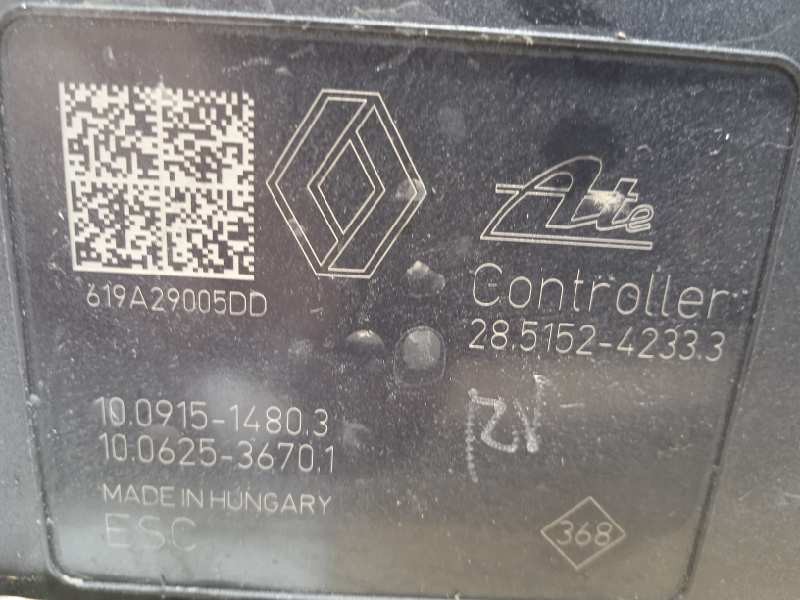 Ate
619A29005DD
Controller
28.5152-4233.3
10.0915-1480.3
10.0625-3670.1
MADE IN HUNGARY
ESC
368